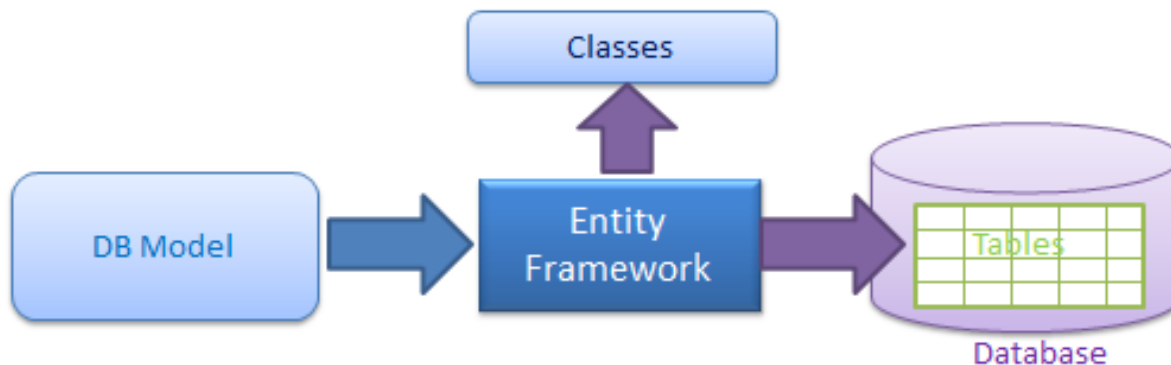 Classes
DB Model
Entity
Framework
Tables
Database